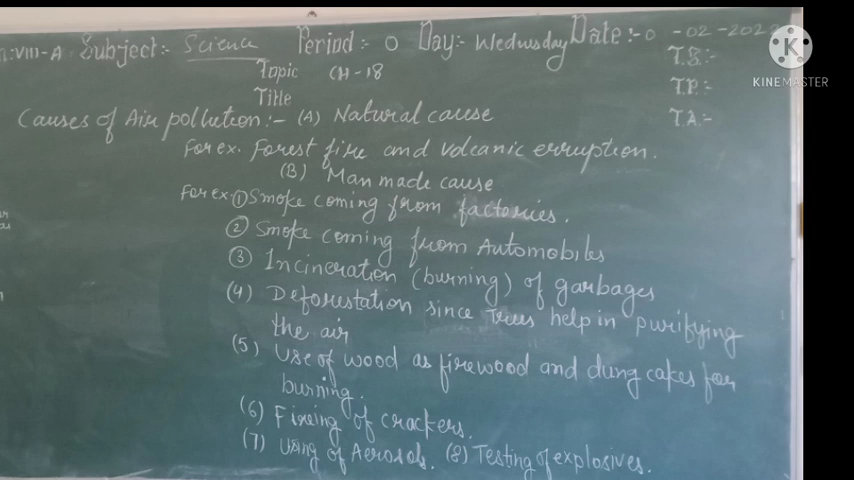 VIII-A Subject:- Science Period:- 0 Day:- Wednesday Date:- 0 -02-2022
T.S:-
Topic CH-18
T.P:-
Title
T.A:-
Causes of Air pollution:- (A) Natural cause
For ex. Forest fire and volcanic erruption.
(B) Man made cause
For ex. ① Smoke coming from factories.
② Smoke coming from Automobiles
③ Incineration (burning) of garbages
(4) Deforestation since Trees help in purifying
the air
(5) Use of wood as firewood and dung cakes for
burning.
(6) Fireing of crackers.
(7) Using of Aerosols. (8) Testing of explosives.
KINEMASTER